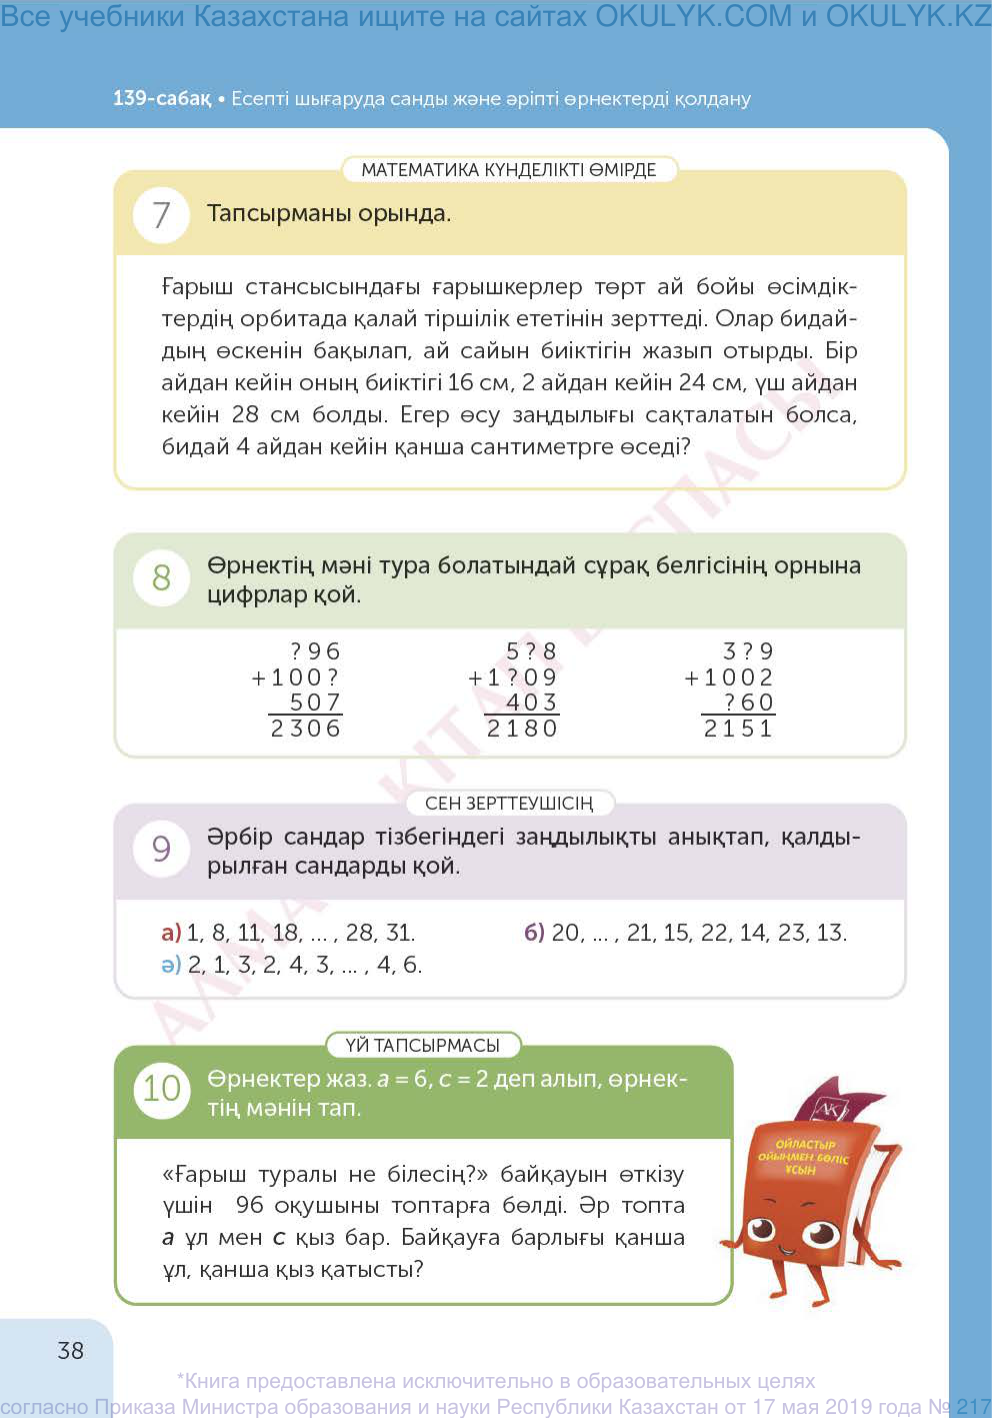 Все учебники Казахстана ищите на сайтах OKULYK.COM и OKULYK.KZ
139-сабақ • Есепті шығаруда санды және әріпті өрнектерді қолдану
МАТЕМАТИКА КҮНДЕЛІКТІ ӨМІРДЕ
7 Тапсырманы орында.
Ғарыш стансысындағы ғарышкерлер төрт ай бойы өсімдік-
тердің орбитада қалай тіршілік ететінін зерттеді. Олар бидай-
дың өскенін бақылап, ай сайын биіктігін жазып отырды. Бір
айдан кейін оның биіктігі 16 см, 2 айдан кейін 24 см, үш айдан
кейін 28 см болды. Егер өсу заңдылығы сақталатын болса,
бидай 4 айдан кейін қанша сантиметрге өседі?
8 Өрнектің мәні тура болатындай сұрақ белгісінің орнына
цифрлар қой.
?96 5?8 3?9
+100? +1?09 +1002
507 403 ?60
2306 2180 2151
СЕН ЗЕРТТЕУШІСІҢ
9 Әрбір сандар тізбегіндегі заңдылықты анықтап, қалды-
рылған сандарды қой.
а) 1, 8, 11, 18, ... , 28, 31. б) 20, ... , 21, 15, 22, 14, 23, 13.
ә) 2, 1, 3, 2, 4, 3, ... , 4, 6.
ҮЙ ТАПСЫРМАСЫ
10 Өрнектер жаз. a = 6, c = 2 деп алып, өрнек-
тің мәнін тап.
«Ғарыш туралы не білесің?» байқауын өткізу
үшін 96 оқушыны топтарға бөлді. Әр топта
a ұл мен c қыз бар. Байқауға барлығы қанша
ұл, қанша қыз қатысты?
АК
ОЙЛАСТЫР
ОЙЫҢМЕН БӨЛІС
ҰСЫН
АЛМАТЫКІТАП БАСПАСЫ
38
*Книга предоставлена исключительно в образовательных целях
согласно Приказа Министра образования и науки Республики Казахстан от 17 мая 2019 года № 217